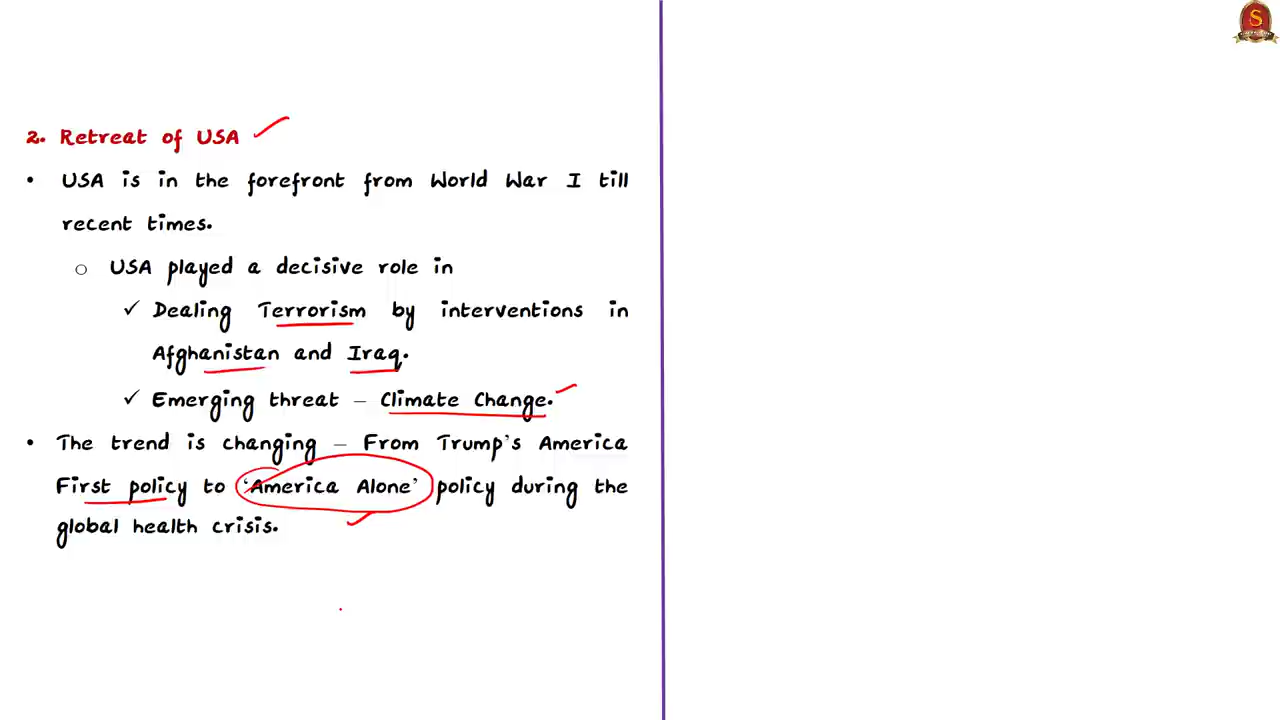 2. Retreat of USA
• USA is in the forefront from World War I till
recent times.
o USA played a decisive role in
✓ Dealing Terrorism by interventions in
Afghanistan and Iraq.
✓ Emerging threat – Climate Change.
• The trend is changing – From Trump's America
First policy to 'America Alone' policy during the
global health crisis.
S